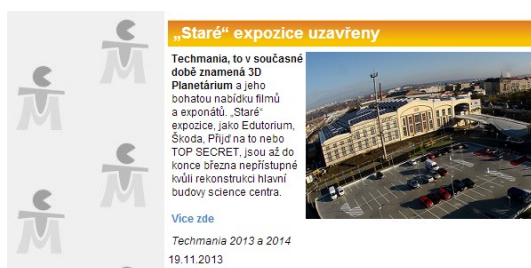 „Staré“ expozice uzavřeny
Techmania, to v současné
době znamená 3D
Planetárium a jeho
bohatou nabídku filmů
a exponátů. „Staré“
expozice, jako Edutorium,
Škoda, Přijď na to nebo
TOP SECRET, jsou až do
konce března nepřístupné
kvůli rekonstrukci hlavní
budovy science centra.
Více zde
Techmania 2013 a 2014
19.11.2013